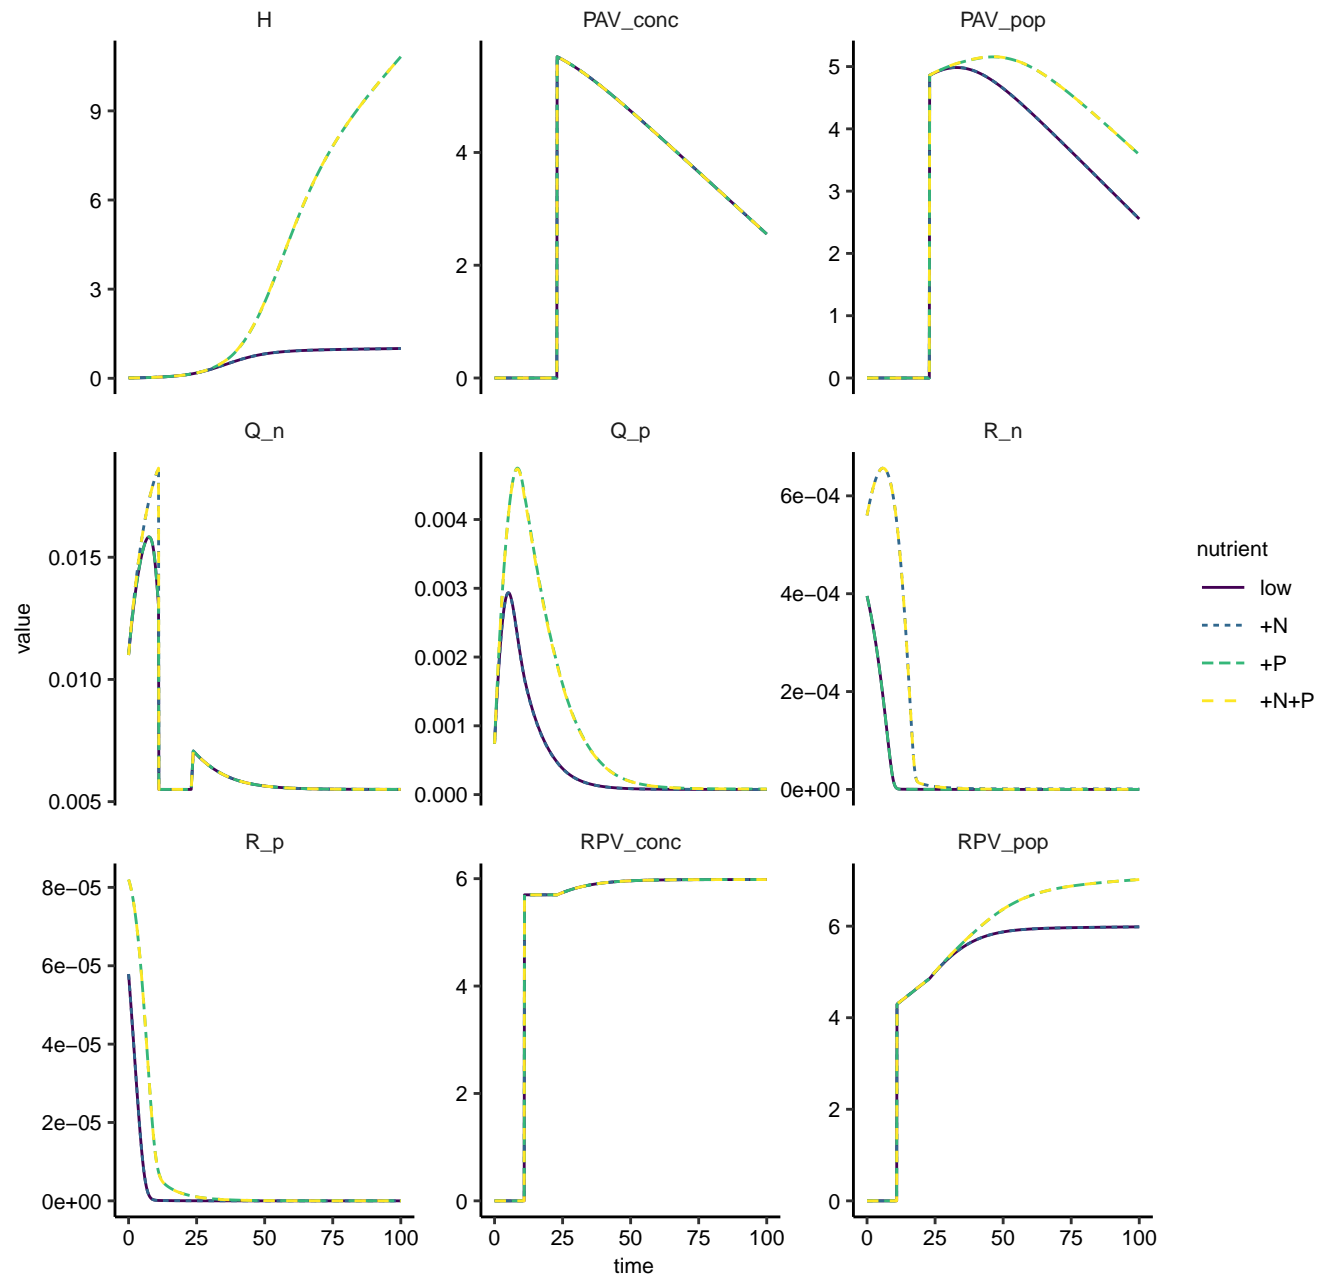 H
PAV_conc
PAV_pop
9
6
3
0
4
2
0
5
4
3
2
1
0
Q_n
Q_p
R_n
0.015
0.010
0.005
0.004
0.003
0.002
0.001
0.000
6e−04
4e−04
2e−04
0e+00
value
nutrient
low
+N
+P
+N+P
R_p
RPV_conc
RPV_pop
8e−05
6e−05
4e−05
2e−05
0e+00
6
4
2
0
6
4
2
0
0 25 50 75 100
0 25 50 75 100
0 25 50 75 100
time